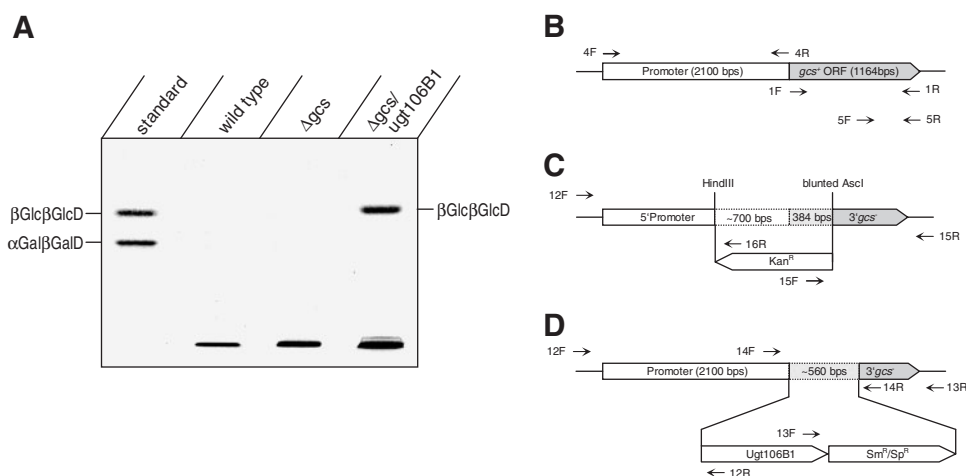 A
standard
wild type
Δgcs
Δgcs/
ugt106B1
βGlcβGlcD
αGalβGalD
βGlcβGlcD
B
4F
4R
Promoter (2100 bps)
gcs⁺ ORF (1164bps)
1F
1R
5F
5R
C
HindIII
blunted AscI
12F
5'Promoter
~700 bps
384 bps
3'gcs⁻
15R
16R
Kanᴿ
15F
D
12F
14F
Promoter (2100 bps)
~560 bps
3'gcs⁻
14R
13R
13F
Ugt106B1
Smᴿ/Spᴿ
12R